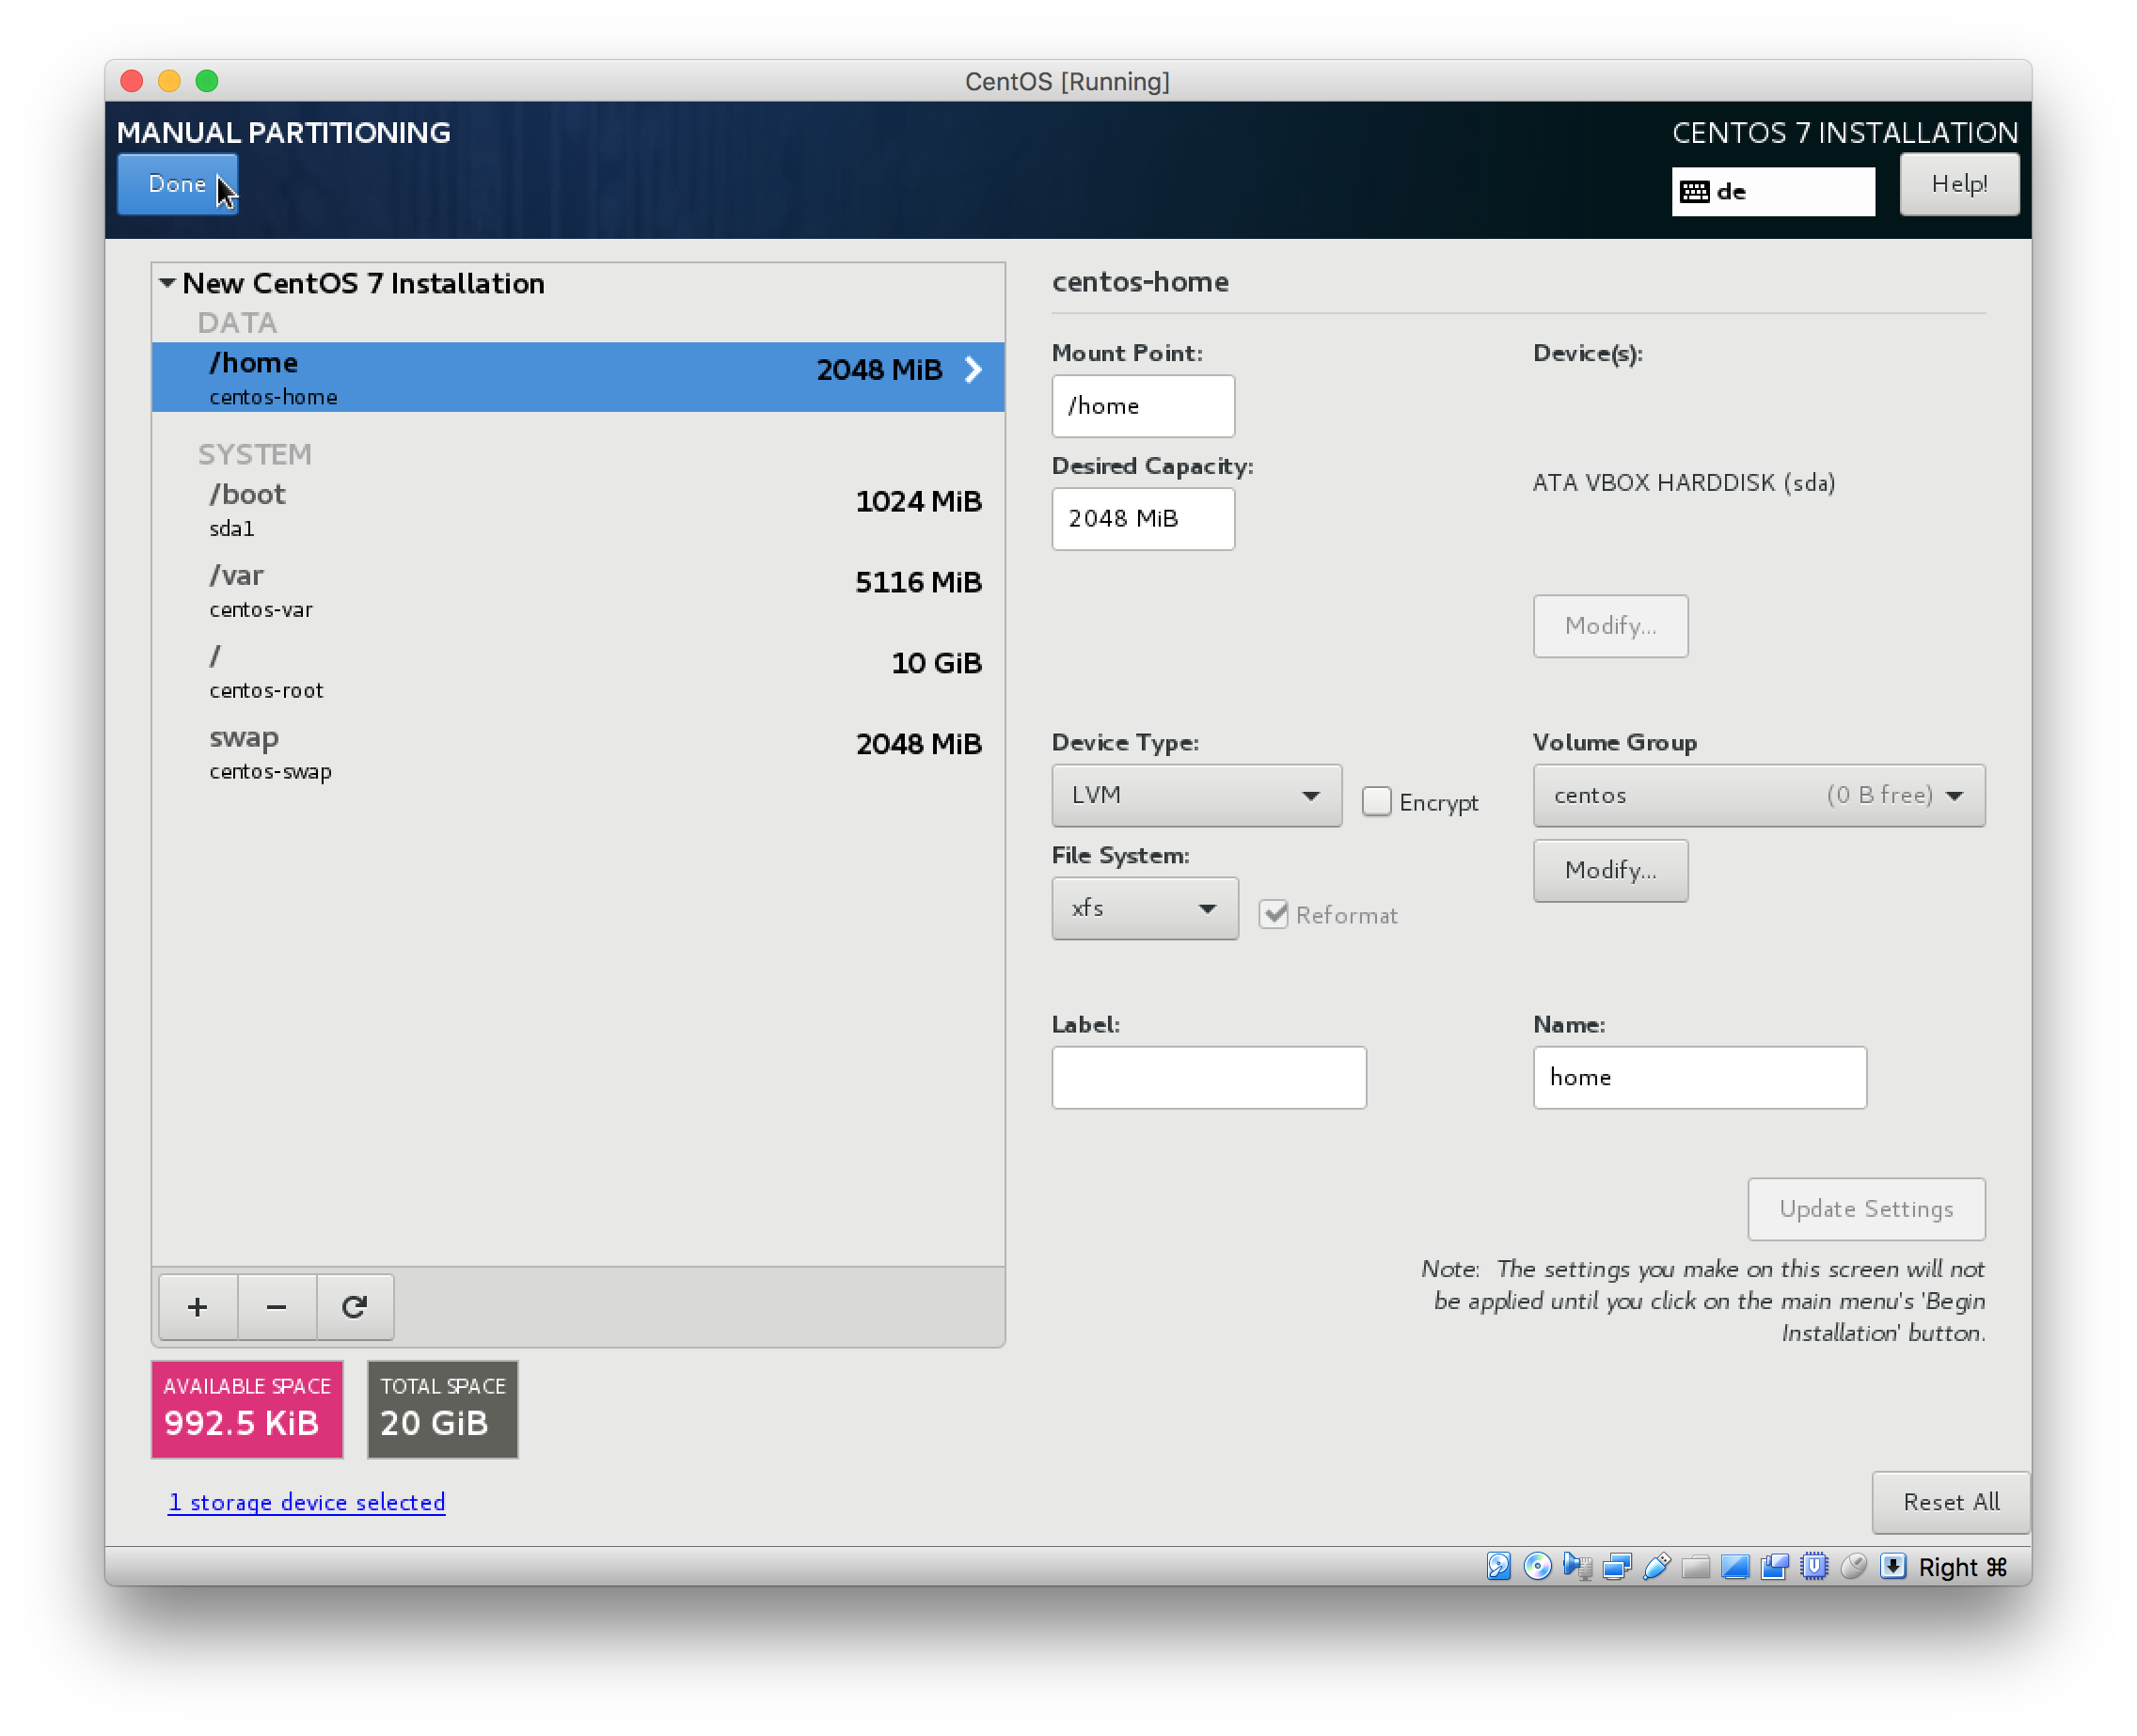 CentOS [Running]
MANUAL PARTITIONING
CENTOS 7 INSTALLATION
Done
de
Help!
New CentOS 7 Installation
DATA
/home
2048 MiB
centos-home
SYSTEM
/boot
1024 MiB
sda1
/var
5116 MiB
centos-var
/
10 GiB
centos-root
swap
2048 MiB
centos-swap
AVAILABLE SPACE
992.5 KiB
TOTAL SPACE
20 GiB
1 storage device selected
centos-home
Mount Point:
/home
Device(s):
Desired Capacity:
2048 MiB
ATA VBOX HARDDISK (sda)
Modify...
Device Type:
LVM
Encrypt
Volume Group
centos (0 B free)
File System:
xfs
Reformat
Modify...
Label:
Name:
home
Update Settings
Note: The settings you make on this screen will not
be applied until you click on the main menu's 'Begin
Installation' button.
Reset All
Right ⌘